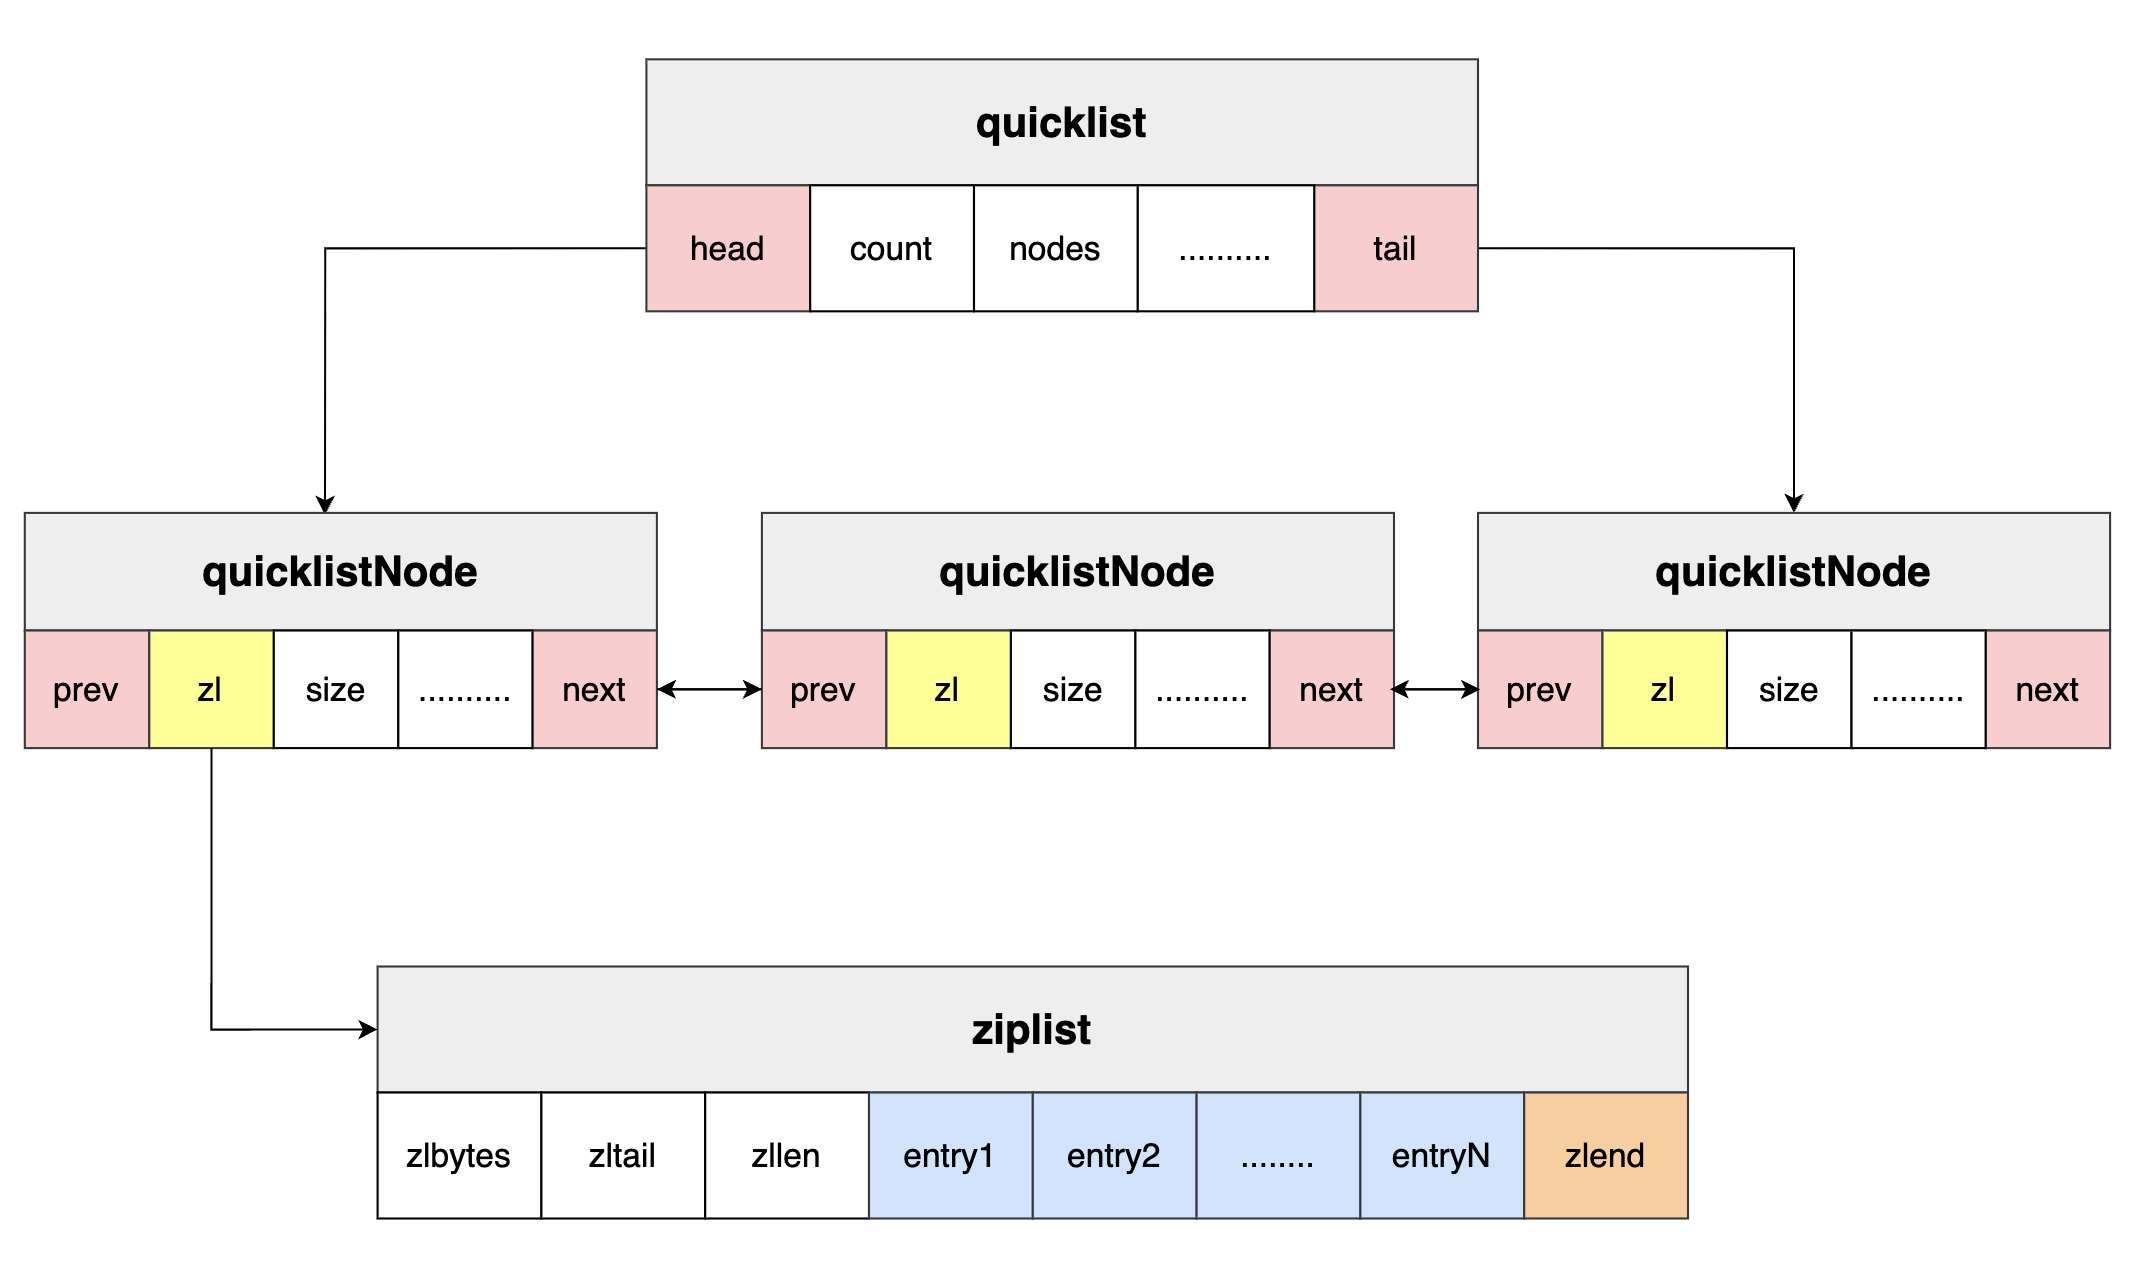 quicklist
head count nodes .......... tail
quicklistNode quicklistNode quicklistNode
prev zl size .......... next prev zl size .......... next prev zl size .......... next
ziplist
zlbytes zltail zllen entry1 entry2 ........ entryN zlend